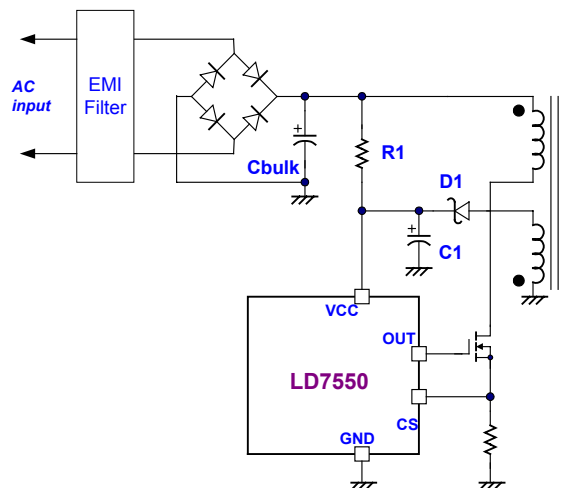 AC
input
EMI
Filter
+
Cbulk
R1
D1
+
C1
VCC
OUT
LD7550
CS
GND